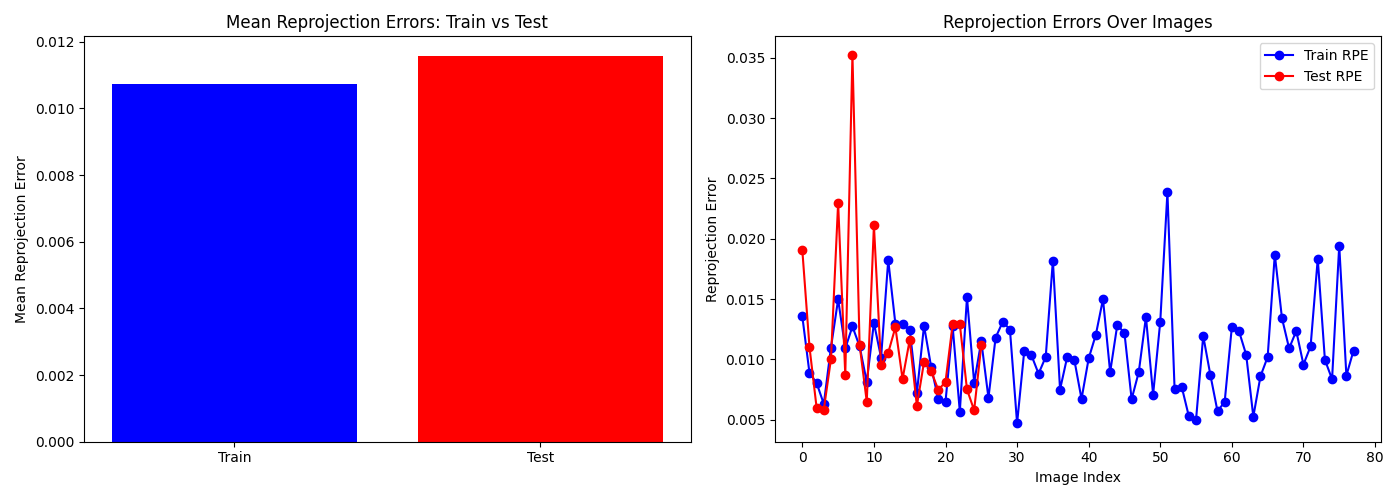 Mean Reprojection Errors: Train vs Test
Mean Reprojection Error
0.012
0.010
0.008
0.006
0.004
0.002
0.000
Train Test
Reprojection Errors Over Images
Reprojection Error
0.035
0.030
0.025
0.020
0.015
0.010
0.005
Train RPE
Test RPE
0 10 20 30 40 50 60 70 80
Image Index